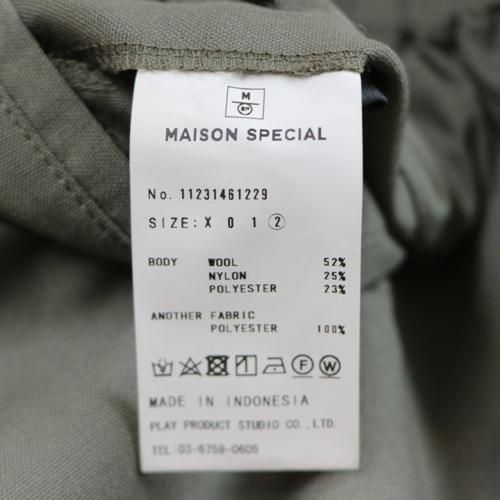 M
SP
MAISON SPECIAL
No. 11231461229
SIZE: X 0 1 ②
BODY WOOL 52%
NYLON 25%
POLYESTER 23%
ANOTHER FABRIC
POLYESTER 100%
F W
MADE IN INDONESIA
PLAY PRODUCT STUDIO CO.,LTD.
TEL:03-6758-0605